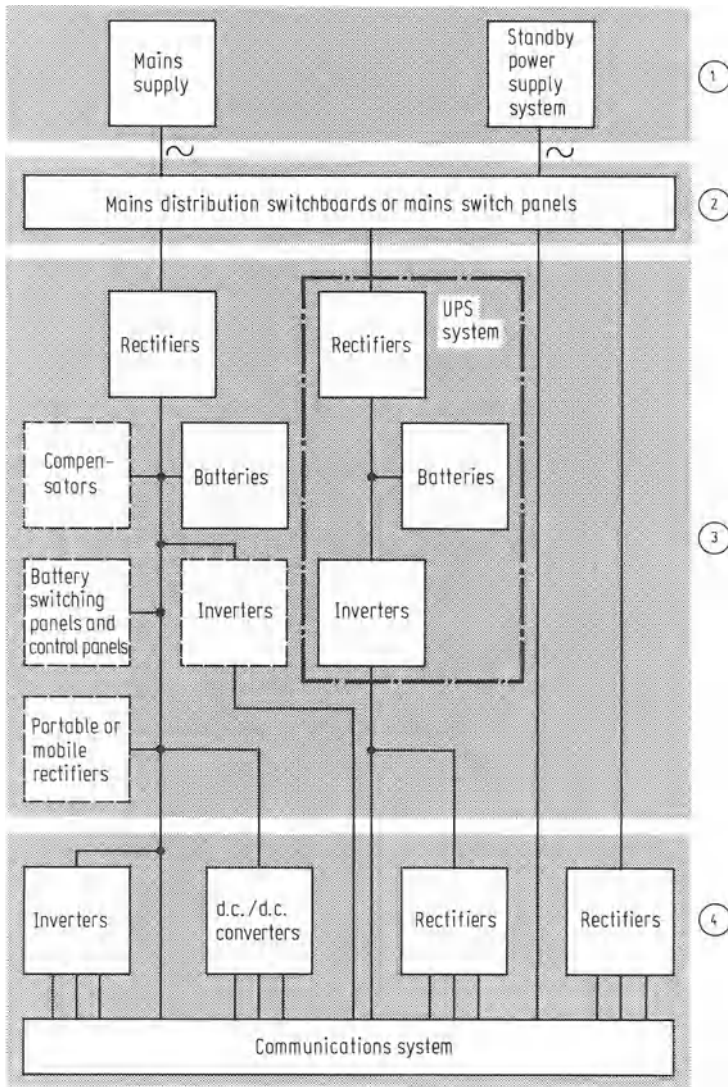 Mains
supply
Standby
power
supply
system
1
~
~
Mains distribution switchboards or mains switch panels
2
Rectifiers
Rectifiers
UPS
system
Compen-
sators
Batteries
Batteries
3
Battery
switching
panels and
control panels
Inverters
Inverters
Portable or
mobile
rectifiers
Inverters
d.c./d.c.
converters
Rectifiers
Rectifiers
4
Communications system